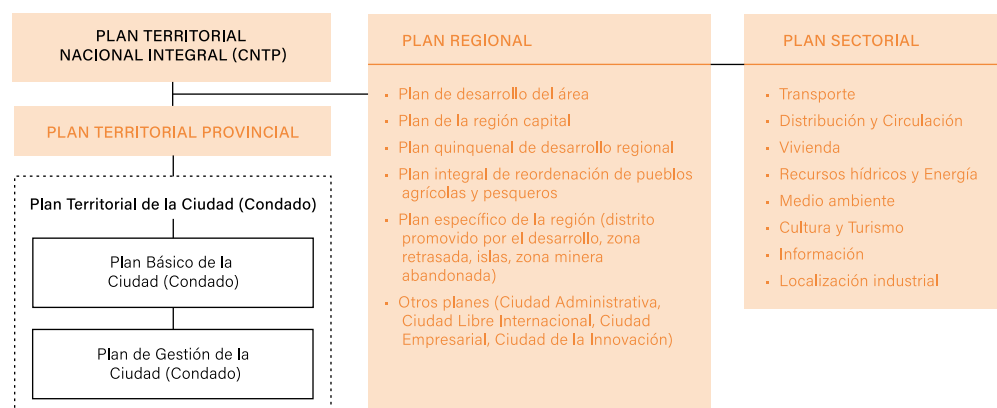 PLAN TERRITORIAL
NACIONAL INTEGRAL (CNTP)
PLAN TERRITORIAL PROVINCIAL
Plan Territorial de la Ciudad (Condado)
Plan Básico de la
Ciudad (Condado)
Plan de Gestión de la
Ciudad (Condado)
PLAN REGIONAL
▪ Plan de desarrollo del área
▪ Plan de la región capital
▪ Plan quinquenal de desarrollo regional
▪ Plan integral de reordenación de pueblos
agrícolas y pesqueros
▪ Plan específico de la región (distrito
promovido por el desarrollo, zona
retrasada, islas, zona minera
abandonada)
▪ Otros planes (Ciudad Administrativa,
Ciudad Libre Internacional, Ciudad
Empresarial, Ciudad de la Innovación)
PLAN SECTORIAL
▪ Transporte
▪ Distribución y Circulación
▪ Vivienda
▪ Recursos hídricos y Energía
▪ Medio ambiente
▪ Cultura y Turismo
▪ Información
▪ Localización industrial